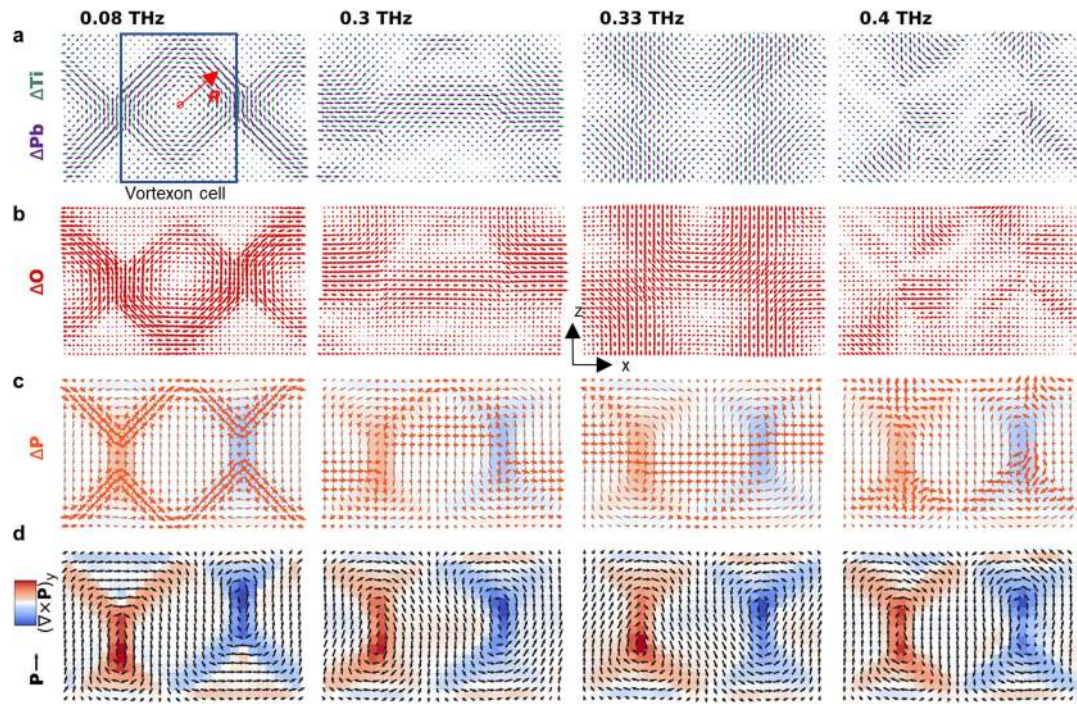 0.08 THz 0.3 THz 0.33 THz 0.4 THz
a
ΔPb ΔTi
R
Vortexon cell
b
ΔO
z
x
c
ΔP
d
P— (∇×P)y